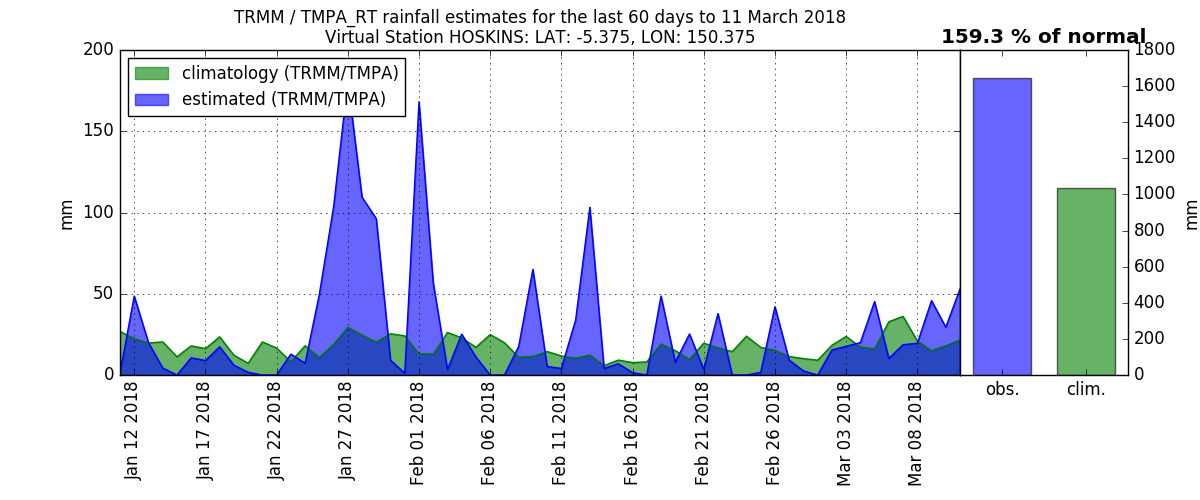 TRMM / TMPA_RT rainfall estimates for the last 60 days to 11 March 2018
Virtual Station HOSKINS: LAT: -5.375, LON: 150.375
159.3 % of normal
climatology (TRMM/TMPA)
estimated (TRMM/TMPA)
mm
200
150
100
50
0
Jan 12 2018
Jan 17 2018
Jan 22 2018
Jan 27 2018
Feb 01 2018
Feb 06 2018
Feb 11 2018
Feb 16 2018
Feb 21 2018
Feb 26 2018
Mar 03 2018
Mar 08 2018
1800
1600
1400
1200
1000
800
600
400
200
0
mm
obs.
clim.